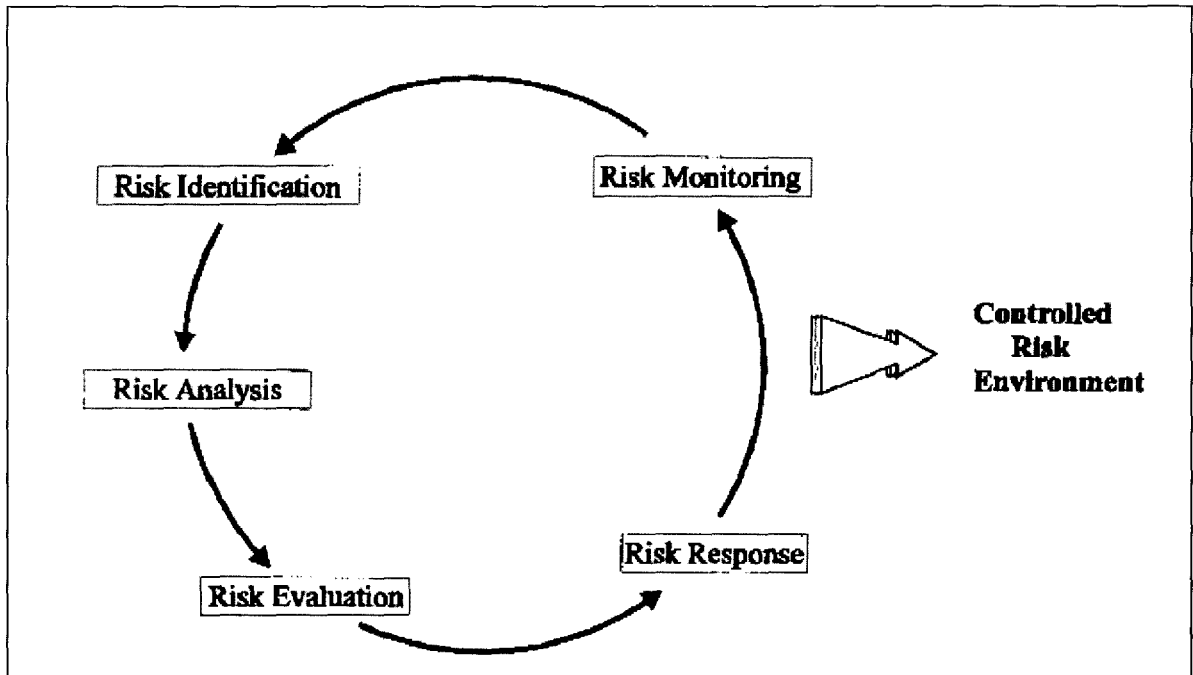 Risk Identification
Risk Monitoring
Risk Analysis
Controlled
Risk
Environment
Risk Response
Risk Evaluation